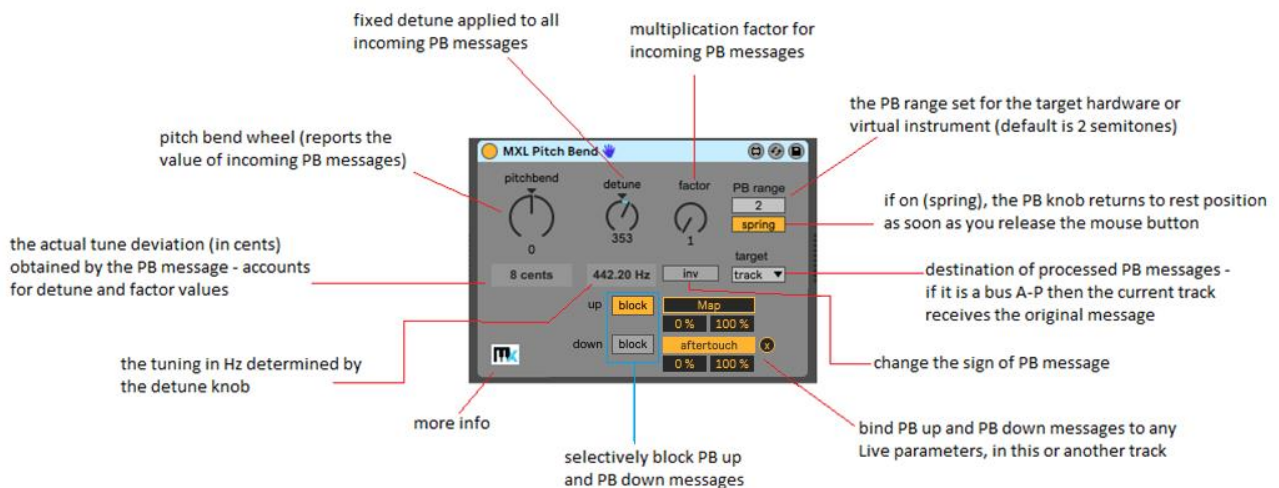 fixed detune applied to all
incoming PB messages
multiplication factor for
incoming PB messages
the PB range set for the target hardware or
virtual instrument (default is 2 semitones)
pitch bend wheel (reports the
value of incoming PB messages)
MXL Pitch Bend
pitchbend
detune
factor
PB range
2
spring
0
353
1
if on (spring), the PB knob returns to rest position
as soon as you release the mouse button
the actual tune deviation (in cents)
obtained by the PB message - accounts
for detune and factor values
8 cents
442.20 Hz
inv
target
track
destination of processed PB messages -
if it is a bus A-P then the current track
receives the original message
up
block
Map
0 %
100 %
down
block
aftertouch
x
0 %
100 %
Mx
the tuning in Hz determined by
the detune knob
change the sign of PB message
more info
bind PB up and PB down messages to any
Live parameters, in this or another track
selectively block PB up
and PB down messages